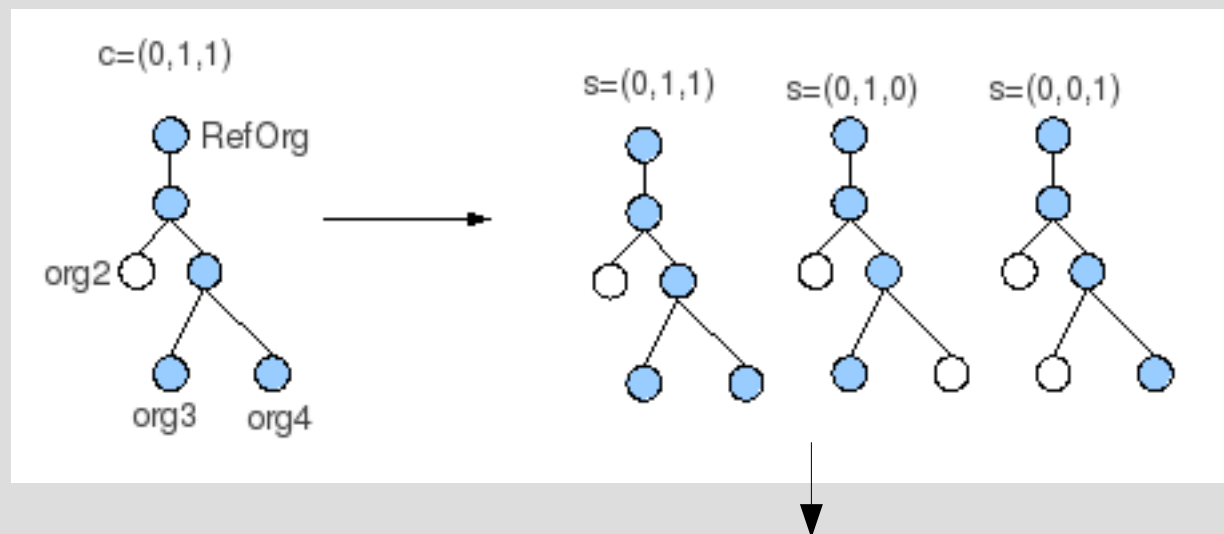 c=(0,1,1)
s=(0,1,1)
s=(0,1,0)
s=(0,0,1)
RefOrg
org2
org3
org4